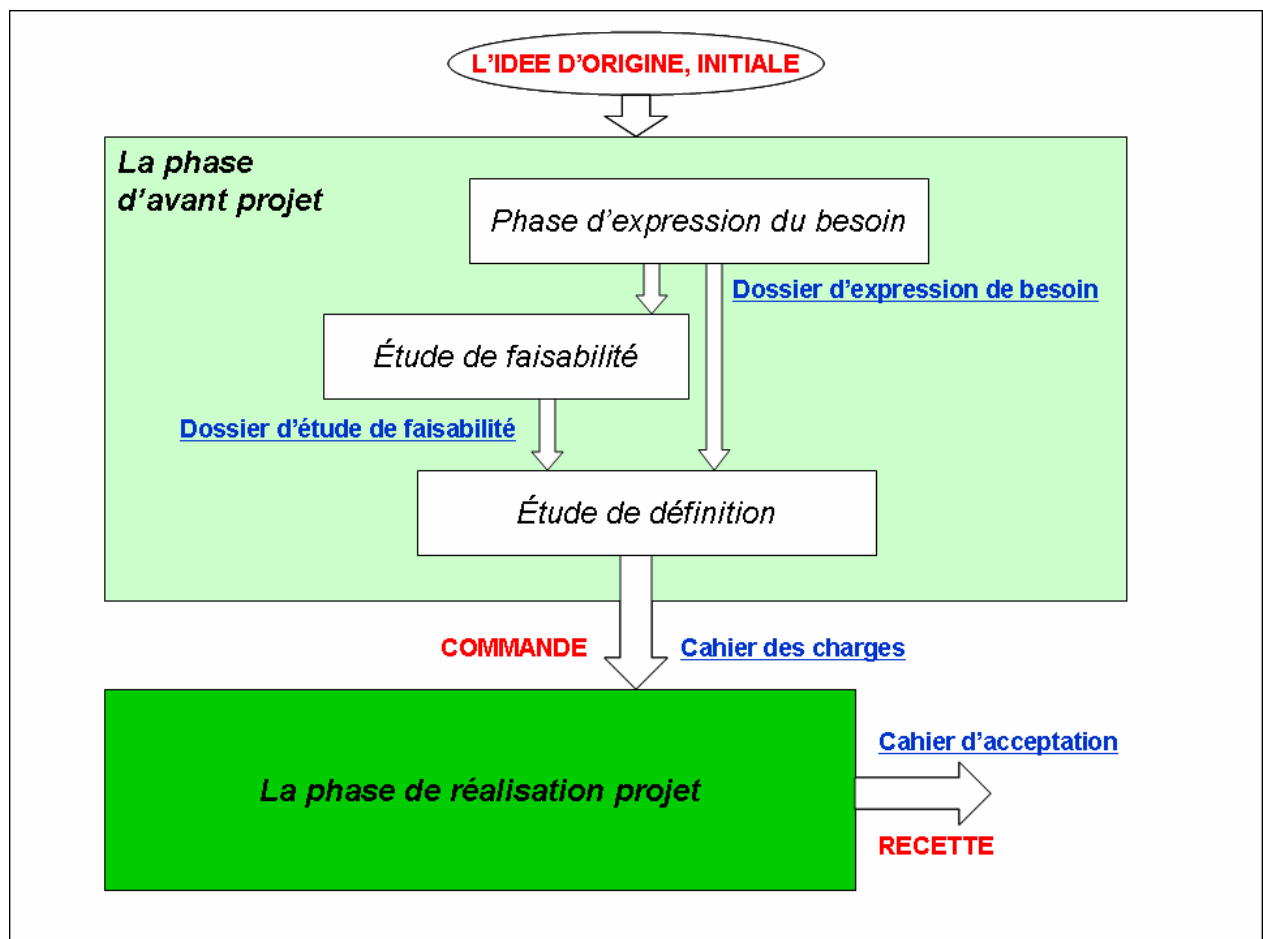 L'IDEE D'ORIGINE, INITIALE
La phase
d'avant projet
Phase d'expression du besoin
Dossier d'expression de besoin
Étude de faisabilité
Dossier d'étude de faisabilité
Étude de définition
COMMANDE
Cahier des charges
La phase de réalisation projet
Cahier d'acceptation
RECETTE